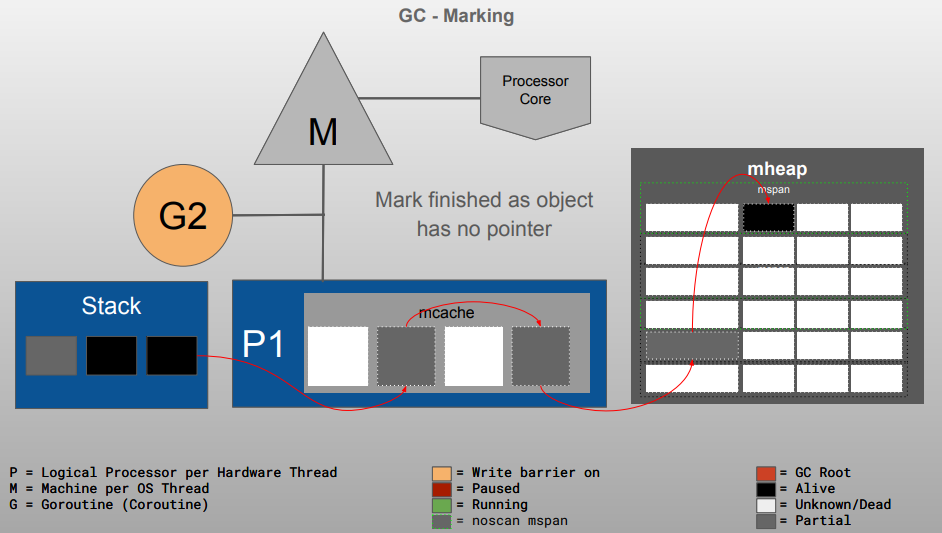 GC - Marking
Processor
Core
M
mheap
mspan
G2
Mark finished as object
has no pointer
Stack
mcache
P1
P = Logical Processor per Hardware Thread
M = Machine per OS Thread
G = Goroutine (Coroutine)
= Write barrier on
= Paused
= Running
= noscan mspan
= GC Root
= Alive
= Unknown/Dead
= Partial